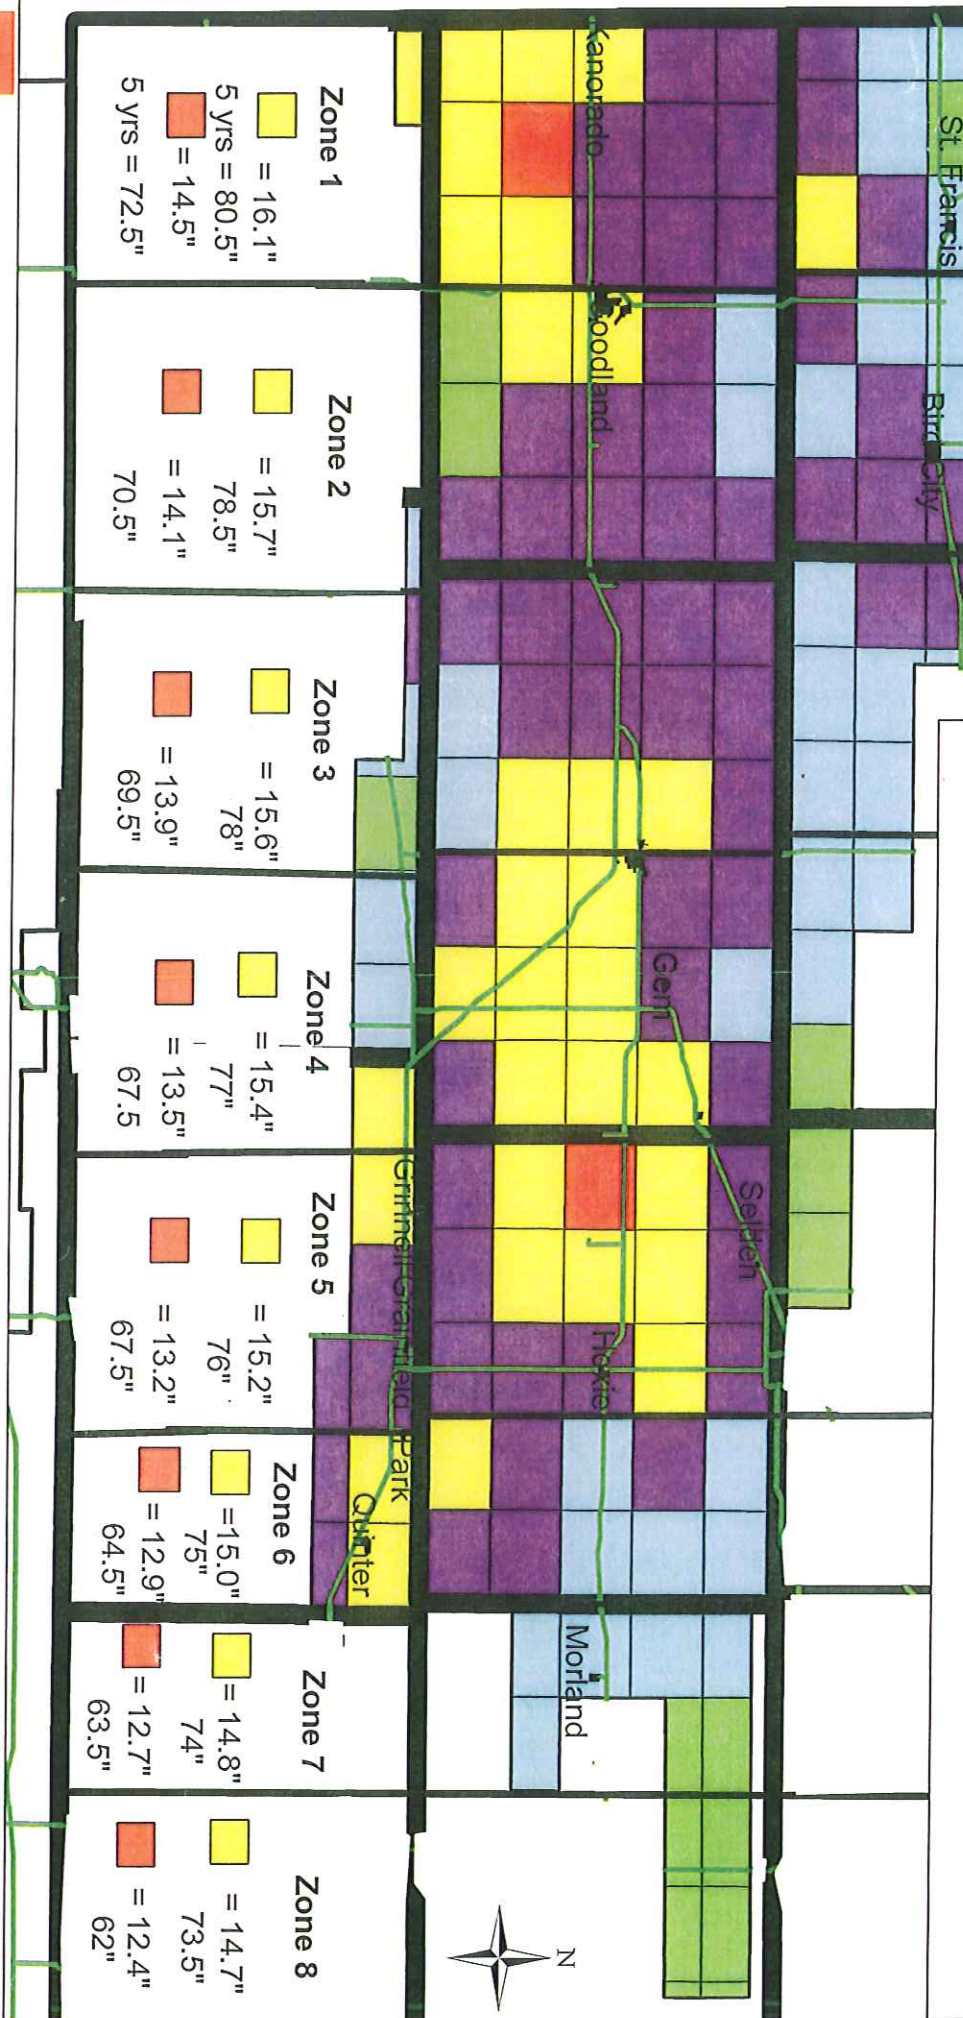 St. Francis
Bird City
Kanorado
Goodland
Gem
Selden
Hoxie
Morland
Grinnell
Grainfield
Park
Quinter
N
Zone 1
= 16.1"
5 yrs = 80.5"
= 14.5"
5 yrs = 72.5"
Zone 2
= 15.7"
78.5"
= 14.1"
70.5"
Zone 3
= 15.6"
78"
= 13.9"
69.5"
Zone 4
= 15.4"
77"
= 13.5"
67.5
Zone 5
= 15.2"
76"
= 13.2"
67.5"
Zone 6
=15.0"
75"
= 12.9"
64.5"
Zone 7
= 14.8"
74"
= 12.7"
63.5"
Zone 8
= 14.7"
73.5"
= 12.4"
62"